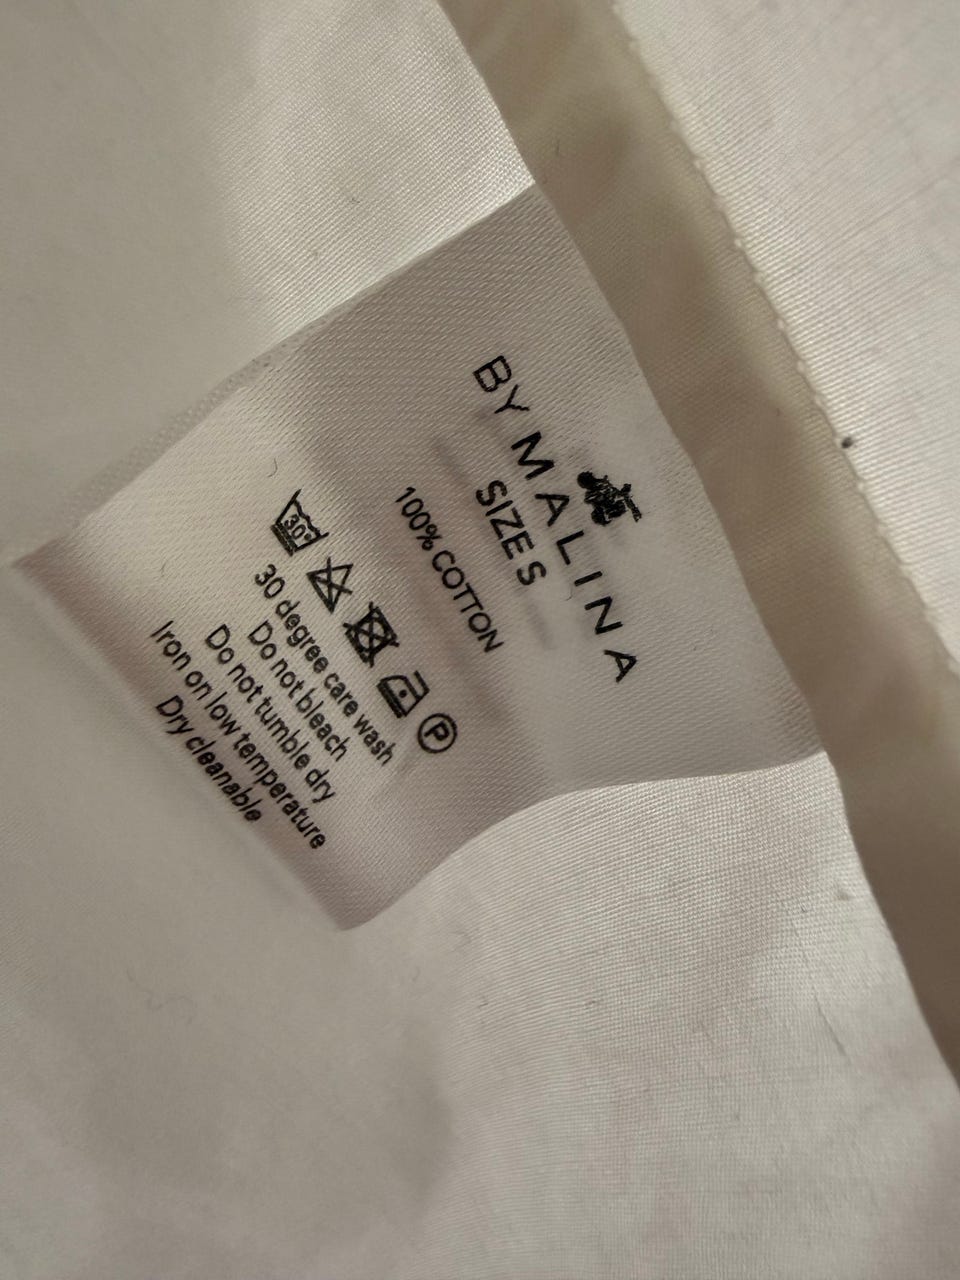 BY MALINA
SIZE S
100% COTTON
30°
P
30 degree care wash
Do not bleach
Do not tumble dry
Iron on low temperature
Dry cleanable